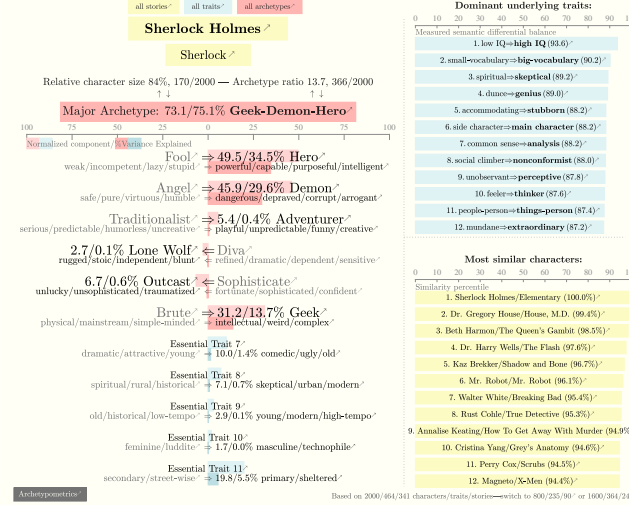 all stories↗ all traits↗ all archetypes↗
Sherlock Holmes↗
Sherlock↗
Relative character size 84%, 170/2000 — Archetype ratio 13.7, 366/2000
↑ ↓ ↑ ↓
Major Archetype: 73.1/75.1% Geek-Demon-Hero↗
100 50 0 50 100
Normalized component/%Variance Explained
Fool↗ ⇒ 49.5/34.5% Hero↗
weak/incompetent/lazy/stupid↗ ⇒ powerful/capable/purposeful/intelligent↗
Angel↗ ⇒ 45.9/29.6% Demon↗
safe/pure/virtuous/humble↗ ⇒ dangerous/depraved/corrupt/arrogant↗
Traditionalist↗ ⇒ 5.4/0.4% Adventurer↗
serious/predictable/humorless/uncreative↗ ⇒ playful/unpredictable/funny/creative↗
2.7/0.1% Lone Wolf↗ ⇐ Diva↗
rugged/stoic/independent/blunt↗ ⇐ refined/dramatic/dependent/sensitive↗
6.7/0.6% Outcast↗ ⇐ Sophisticate↗
unlucky/unsophisticated/traumatized↗ ⇐ fortunate/sophisticated/confident↗
Brute↗ ⇒ 31.2/13.7% Geek↗
physical/mainstream/simple-minded↗ ⇒ intellectual/weird/complex↗
Essential Trait 7↗
dramatic/attractive/young↗ ⇒ 10.0/1.4% comedic/ugly/old↗
Essential Trait 8↗
spiritual/rural/historical↗ ⇒ 7.1/0.7% skeptical/urban/modern↗
Essential Trait 9↗
old/historical/low-tempo↗ ⇒ 2.9/0.1% young/modern/high-tempo↗
Essential Trait 10↗
feminine/luddite↗ ⇒ 1.7/0.0% masculine/technophile↗
Essential Trait 11↗
secondary/street-wise↗ ⇒ 19.8/5.5% primary/sheltered↗
Archetypometrics↗
Dominant underlying traits:
0 10 20 30 40 50 60 70 80 90
Measured semantic differential balance
1. low IQ⇒high IQ (93.6)↗
2. small-vocabulary⇒big-vocabulary (90.2)↗
3. spiritual⇒skeptical (89.2)↗
4. dunce⇒genius (89.0)↗
5. accommodating⇒stubborn (88.2)↗
6. side character⇒main character (88.2)↗
7. common sense⇒analysis (88.2)↗
8. social climber⇒nonconformist (88.0)↗
9. unobservant⇒perceptive (87.8)↗
10. feeler⇒thinker (87.6)↗
11. people-person⇒things-person (87.4)↗
12. mundane⇒extraordinary (87.2)↗
Most similar characters:
0 10 20 30 40 50 60 70 80 90
Similarity percentile
1. Sherlock Holmes/Elementary (100.0%)↗
2. Dr. Gregory House/House, M.D. (99.4%)↗
3. Beth Harmon/The Queen's Gambit (98.5%)↗
4. Dr. Harry Wells/The Flash (97.6%)↗
5. Kaz Brekker/Shadow and Bone (96.7%)↗
6. Mr. Robot/Mr. Robot (96.1%)↗
7. Walter White/Breaking Bad (95.4%)↗
8. Rust Cohle/True Detective (95.3%)↗
9. Annalise Keating/How To Get Away With Murder (94.9%
10. Cristina Yang/Grey's Anatomy (94.6%)↗
11. Perry Cox/Scrubs (94.5%)↗
12. Magneto/X-Men (94.4%)↗
Based on 2000/464/341 characters/traits/stories—switch to 800/235/90↗ or 1600/364/24